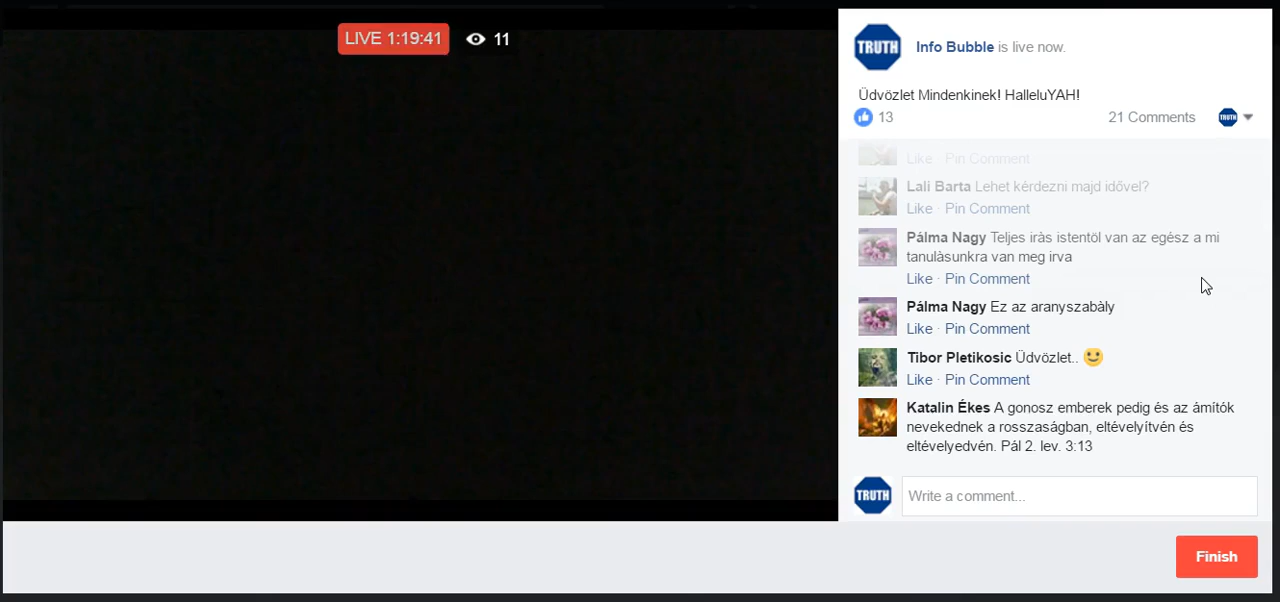 LIVE 1:19:41 11
TRUTH
Info Bubble is live now.
Üdvözlet Mindenkinek! HalleluYAH!
13 21 Comments TRUTH
Like · Pin Comment
Lali Barta Lehet kérdezni majd idővel?
Like · Pin Comment
Pálma Nagy Teljes iràs istentöl van az egész a mi
tanulàsunkra van meg irva
Like · Pin Comment
Pálma Nagy Ez az aranyszabàly
Like · Pin Comment
Tibor Pletikosic Üdvözlet..
Like · Pin Comment
Katalin Ékes A gonosz emberek pedig és az ámítók
nevekednek a rosszaságban, eltévelyítvén és
eltévelyedvén. Pál 2. lev. 3:13
TRUTH
Write a comment...
Finish